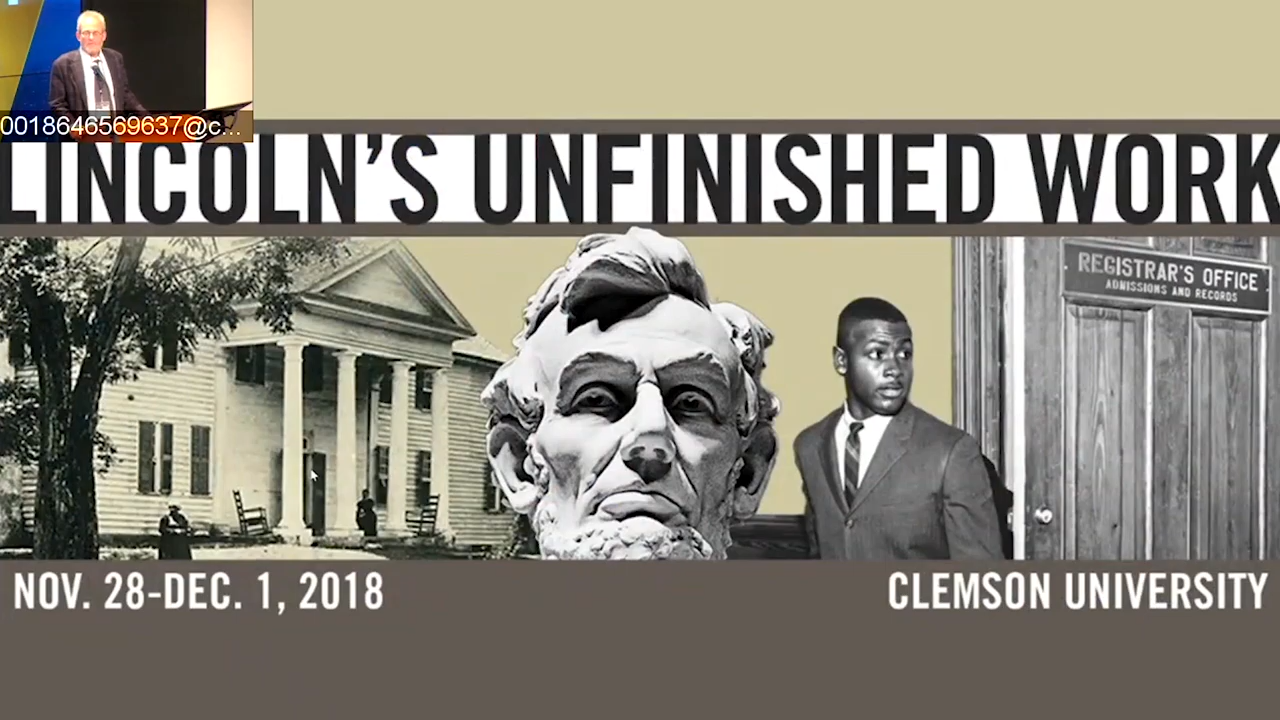 0018646569637@c...
LINCOLN'S UNFINISHED WORK
REGISTRAR'S OFFICE
ADMISSIONS AND RECORDS
NOV. 28-DEC. 1, 2018
CLEMSON UNIVERSITY